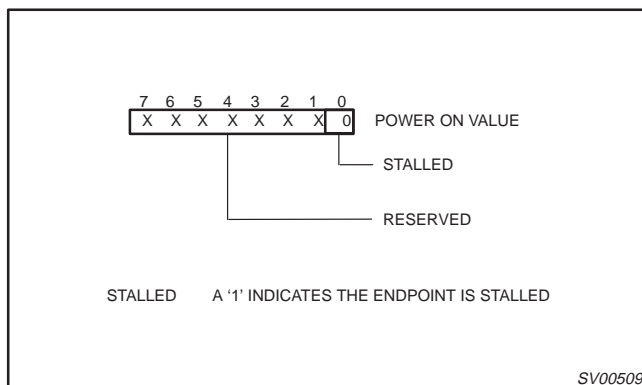 7 6 5 4 3 2 1 0
X X X X X X X 0 POWER ON VALUE
STALLED
RESERVED
STALLED A ‘1’ INDICATES THE ENDPOINT IS STALLED
SV00509